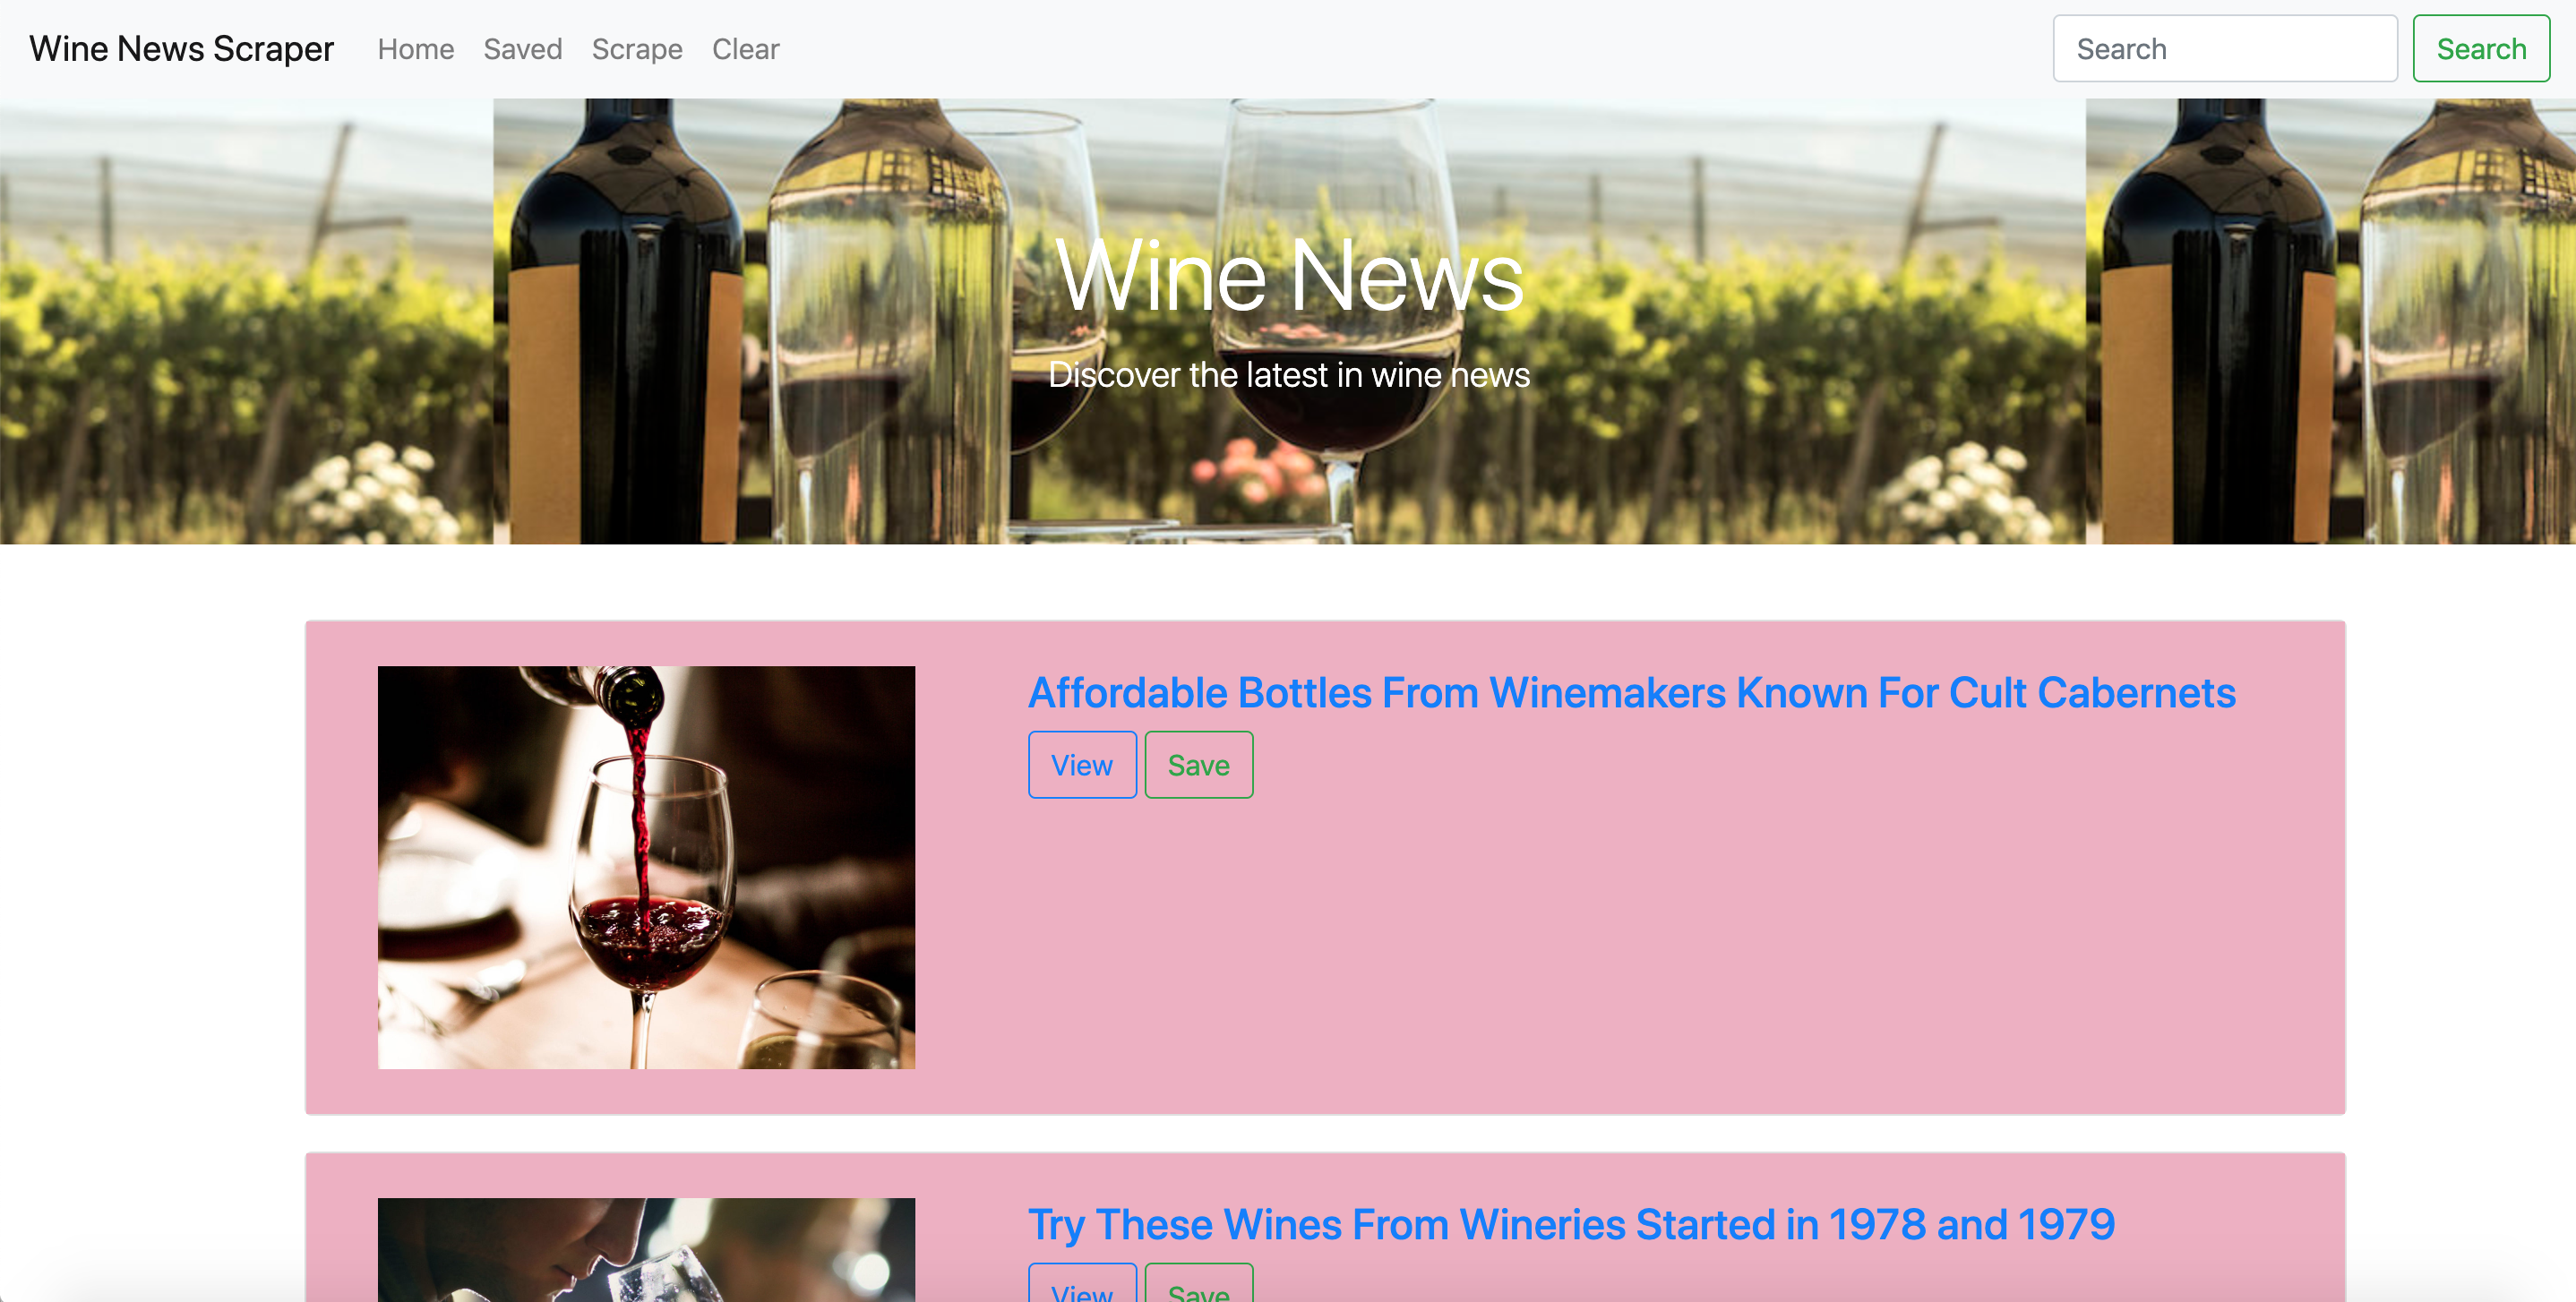 Wine News Scraper Home Saved Scrape Clear Search Search
Wine News
Discover the latest in wine news
Affordable Bottles From Winemakers Known For Cult Cabernets
View Save
Try These Wines From Wineries Started in 1978 and 1979
View Save